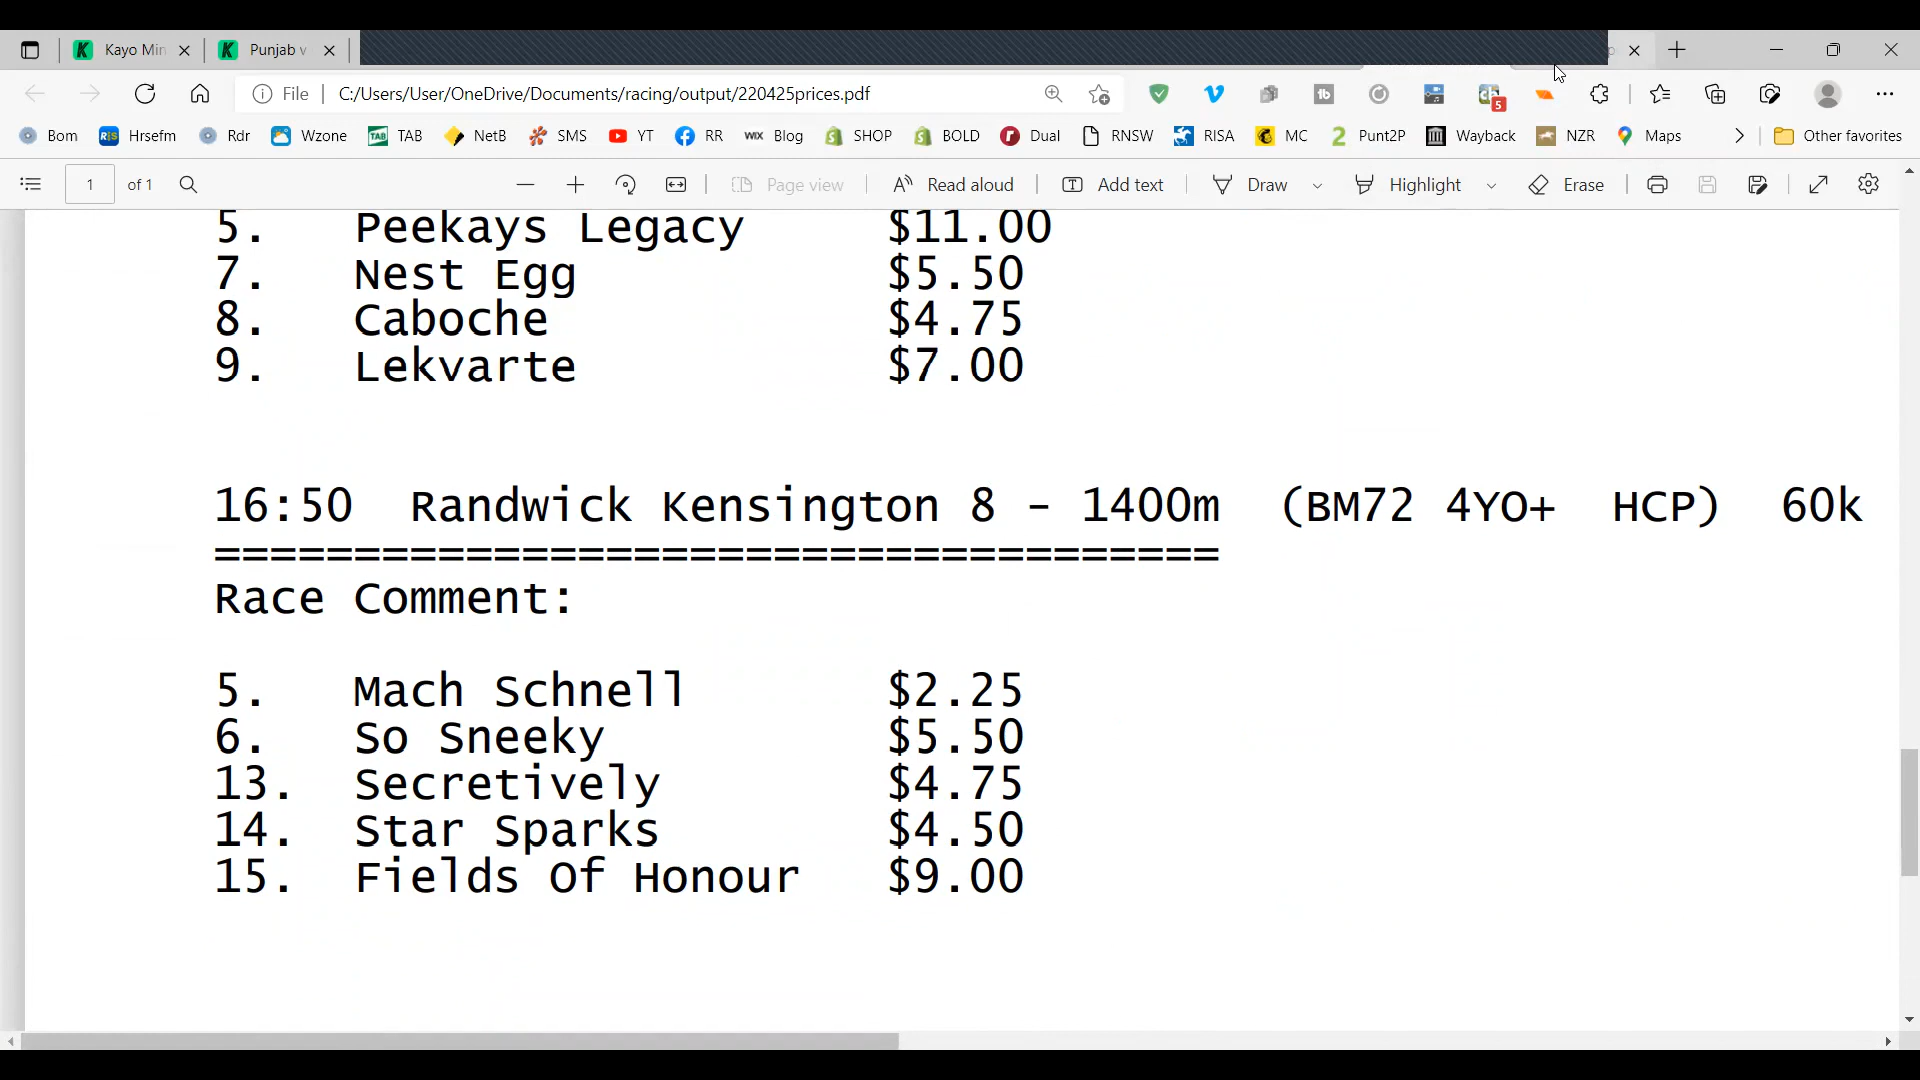 Kayo Min
Punjab v
File C:/Users/User/OneDrive/Documents/racing/output/220425prices.pdf 5
Bom Hrsefm Rdr Wzone TAB NetB SMS YT RR WIX Blog SHOP BOLD Dual RNSW RISA MC 2 Punt2P Wayback NZR Maps Other favorites
1 of 1 Page view Read aloud Add text Draw Highlight Erase
5. Peekays Legacy $11.00
7. Nest Egg $5.50
8. Caboche $4.75
9. Lekvarte $7.00
16:50 Randwick Kensington 8 - 1400m (BM72 4YO+ HCP) 60k
====================================
Race Comment:
5. Mach Schnell $2.25
6. So Sneeky $5.50
13. Secretively $4.75
14. Star Sparks $4.50
15. Fields Of Honour $9.00